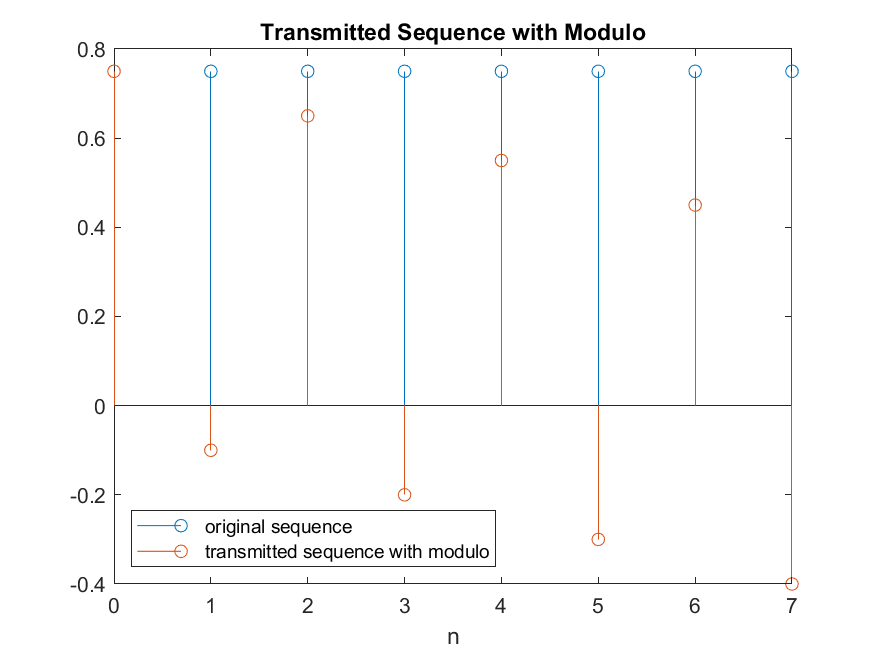 Transmitted Sequence with Modulo
0.8
0.6
0.4
0.2
0
-0.2
-0.4
original sequence
transmitted sequence with modulo
0 1 2 3 4 5 6 7
n